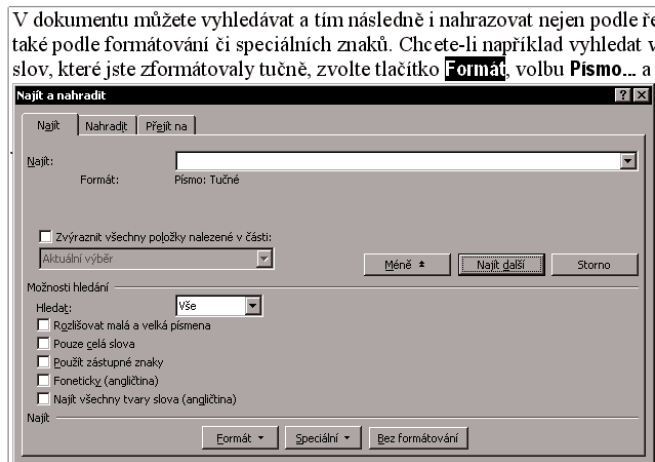 V dokumentu můžete vyhledávat a tím následně i nahrazovat nejen podle ře
také podle formátování či speciálních znaků. Chcete-li například vyhledat v
slov, které jste zformátovaly tučně, zvolte tlačítko Formát, volbu Písmo... a
Najít a nahradit
Najít Nahradit Přejít na
Najít:
Formát: Písmo: Tučné
Zvýraznit všechny položky nalezené v části:
Aktuální výběr
Méně Najít další Storno
Možnosti hledání
Hledat: Vše
Rozlišovat malá a velká písmena
Pouze celá slova
Použít zástupné znaky
Foneticky (angličtina)
Najít všechny tvary slova (angličtina)
Najít
Formát Speciální Bez formátování